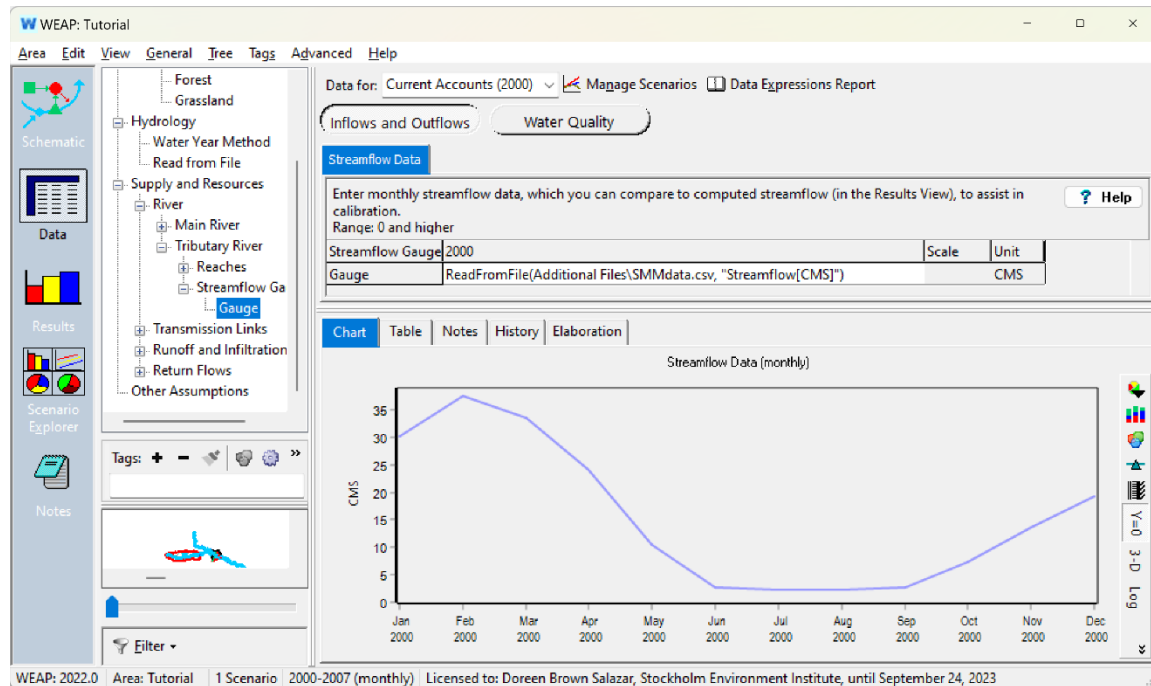 WEAP: Tutorial
Area Edit View General Tree Tags Advanced Help
Schematic
Data
Results
Scenario
Explorer
Notes
Forest
Grassland
Hydrology
Water Year Method
Read from File
Supply and Resources
River
Main River
Tributary River
Reaches
Streamflow Ga
Gauge
Transmission Links
Runoff and Infiltration
Return Flows
Other Assumptions
Tags: + - »
Filter
Data for: Current Accounts (2000) Manage Scenarios Data Expressions Report
Inflows and Outflows Water Quality
Streamflow Data
Enter monthly streamflow data, which you can compare to computed streamflow (in the Results View), to assist in
calibration.
Range: 0 and higher
? Help
Streamflow Gauge 2000 Scale Unit
Gauge ReadFromFile(Additional Files\SMMdata.csv, "Streamflow[CMS]") CMS
Chart Table Notes History Elaboration
Streamflow Data (monthly)
CMS
35
30
25
20
15
10
5
0
Jan Feb Mar Apr May Jun Jul Aug Sep Oct Nov Dec
2000 2000 2000 2000 2000 2000 2000 2000 2000 2000 2000 2000
Y=0
3-D
Log
WEAP: 2022.0 Area: Tutorial 1 Scenario 2000-2007 (monthly) Licensed to: Doreen Brown Salazar, Stockholm Environment Institute, until September 24, 2023